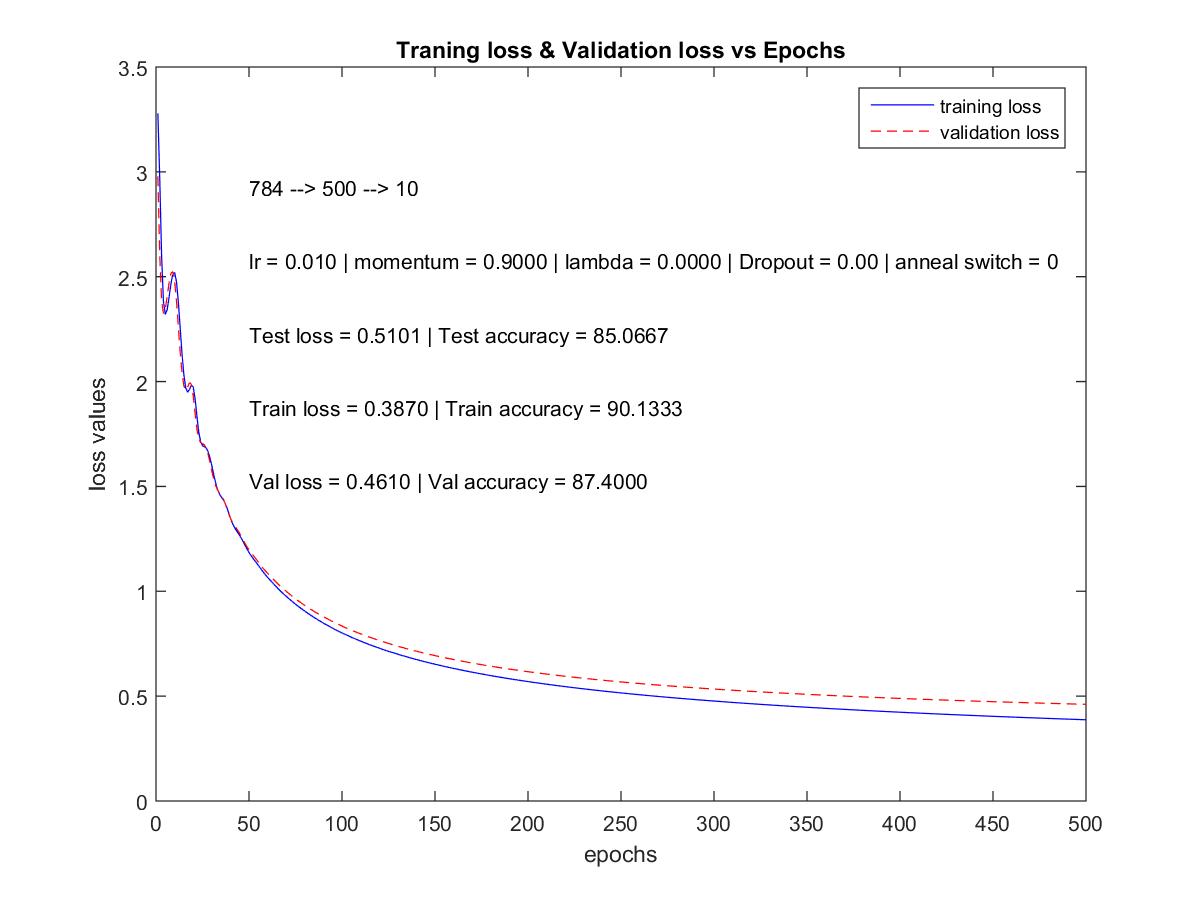 Traning loss & Validation loss vs Epochs
3.5
3
2.5
2
1.5
1
0.5
0
loss values
training loss
validation loss
784 --> 500 --> 10
lr = 0.010 | momentum = 0.9000 | lambda = 0.0000 | Dropout = 0.00 | anneal switch = 0
Test loss = 0.5101 | Test accuracy = 85.0667
Train loss = 0.3870 | Train accuracy = 90.1333
Val loss = 0.4610 | Val accuracy = 87.4000
0 50 100 150 200 250 300 350 400 450 500
epochs